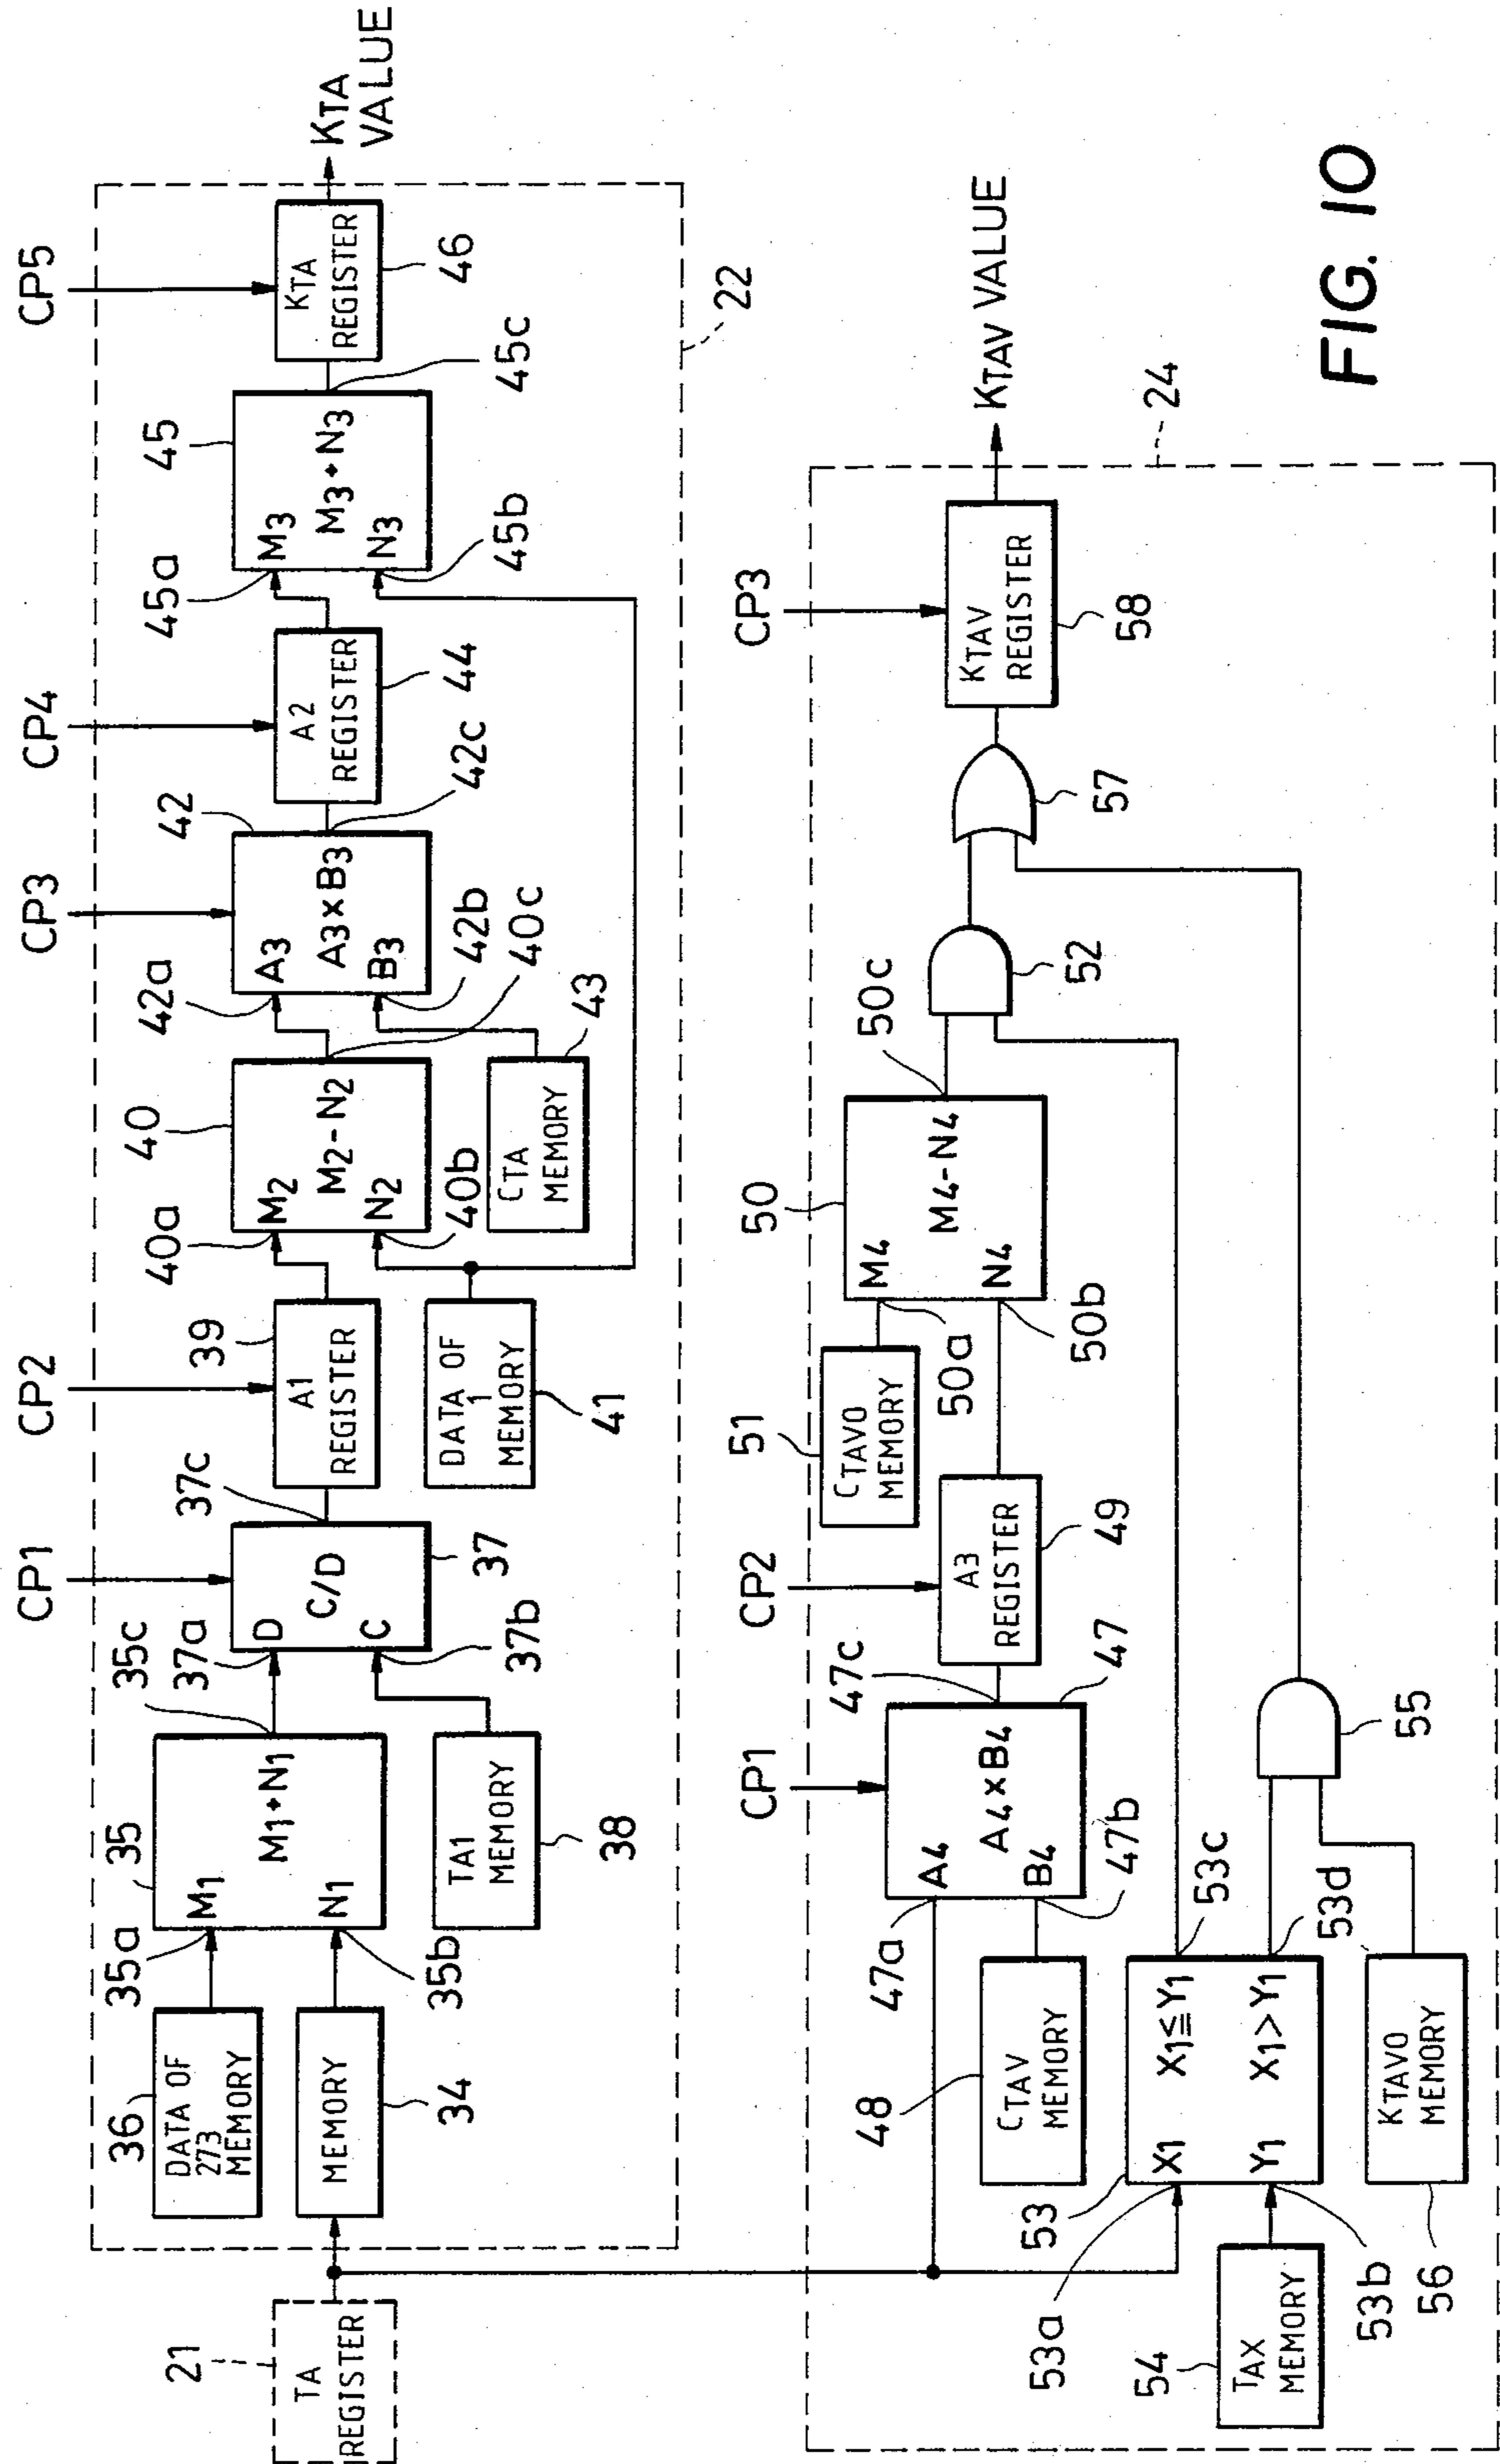 CP1
CP2
CP3
CP4
CP5
36
DATA OF
273
MEMORY
35a
M1
35
M1+N1
N1
35b
35c
MEMORY
34
TA1
MEMORY
38
37a
D
C/D
C
37b
37c
37
39
A1
REGISTER
DATA OF
1
MEMORY
41
40a
M2
40
M2-N2
N2
40b
40c
CTA
MEMORY
43
42a
A3
42
A3×B3
B3
42b
42c
A2
REGISTER
44
45a
M3
45
M3+N3
N3
45b
45c
KTA
REGISTER
46
KTA
VALUE
22
21
TA
REGISTER
CP1
CP2
CP3
47a
A4
A4×B4
B4
47b
47c
47
48
CTAV
MEMORY
A3
REGISTER
49
51
CTAVO
MEMORY
50a
M4
50
M4-N4
N4
50b
50c
52
57
KTAV
REGISTER
58
KTAV VALUE
24
53
53a
X1
X1≦Y1
53c
Y1
X1>Y1
53d
53b
54
TAX
MEMORY
KTAVO
MEMORY
56
55
FIG. 10